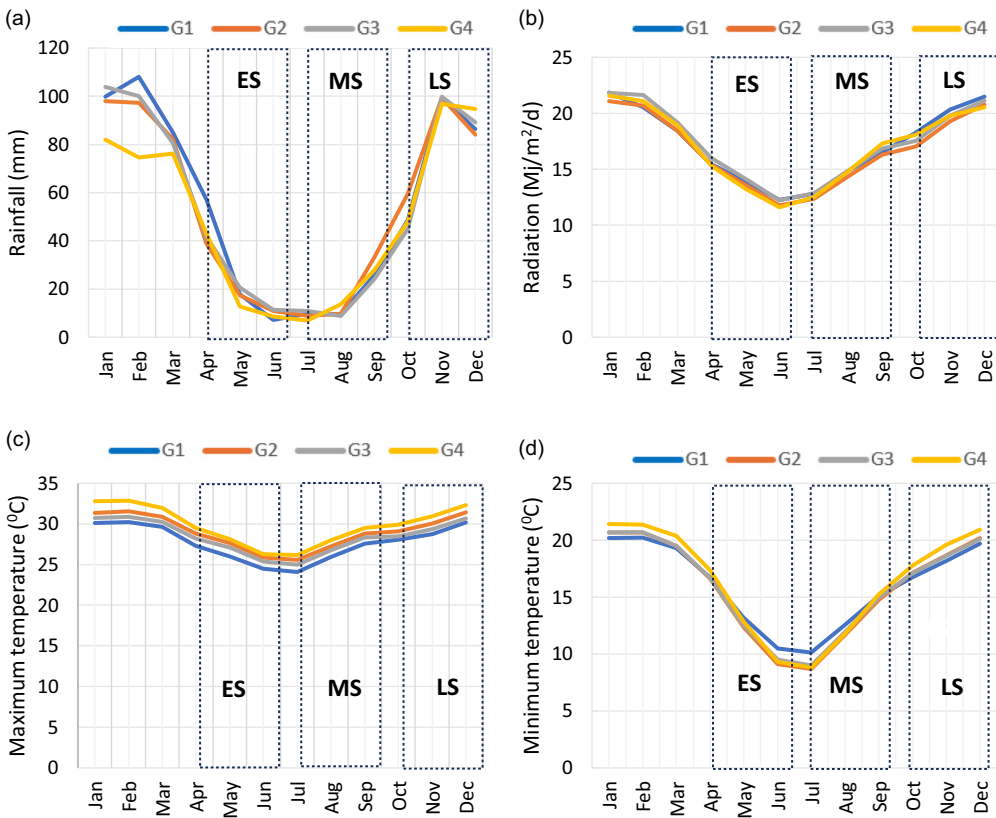 (a)
G1 G2 G3 G4
Rainfall (mm)
120
100
80
60
40
20
0
ES MS LS
Jan Feb Mar Apr May Jun Jul Aug Sep Oct Nov Dec
(b)
G1 G2 G3 G4
Radiation (Mj/m²/d)
25
20
15
10
5
0
ES MS LS
Jan Feb Mar Apr May Jun Jul Aug Sep Oct Nov Dec
(c)
G1 G2 G3 G4
Maximum temperature (⁰C)
35
30
25
20
15
10
5
0
ES MS LS
Jan Feb Mar Apr May Jun Jul Aug Sep Oct Nov Dec
(d)
G1 G2 G3 G4
Minimum temperature (⁰C)
25
20
15
10
5
0
ES MS LS
Jan Feb Mar Apr May Jun Jul Aug Sep Oct Nov Dec